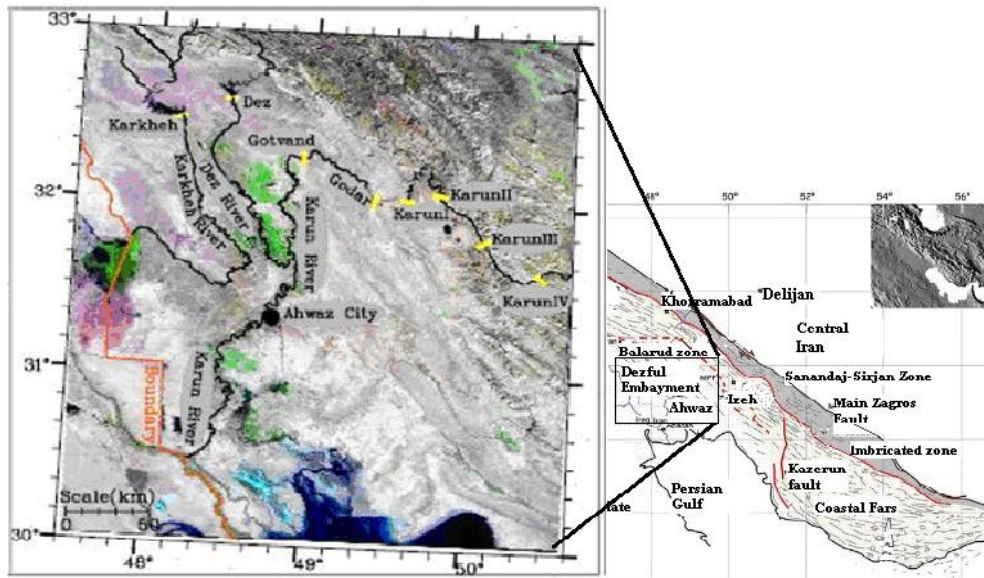 33°
32°
31°
30°
48°
49°
50°
Karkheh
Dez
Gotvand
Dez River
Karkheh River
Godar
KarunI
KarunII
KarunIII
KarunIV
Karun River
Ahwaz City
Karun River
Boundary
Scale(km)
0
60
50°
52°
54°
56°
Khorramabad
Delijan
Central
Iran
Balarud zone
Sanandaj-Sirjan Zone
Dezful
Embayment
Izeh
Ahwaz
Main Zagros
Fault
Imbricated zone
Kazerun
fault
Persian
Gulf
Coastal Fars